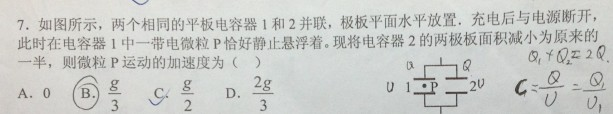 7. 如图所示，两个相同的平板电容器 1 和 2 并联，极板平面水平放置．充电后与电源断开，
此时在电容器 1 中一带电微粒 P 恰好静止悬浮着。现将电容器 2 的两极板面积减小为原来的
一半，则微粒 P 运动的加速度为（ ）
Q₁+Q₂=2Q.
A．0 B．g/3 C．g/2 D．2g/3
Q
U 1 P 2 U
C=Q/U=Q₁/U₁